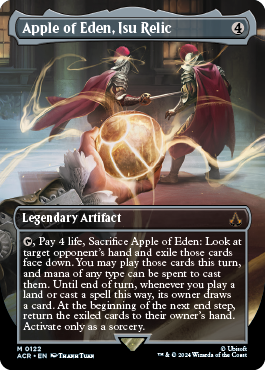 Apple of Eden, Isu Relic 4
Legendary Artifact
T, Pay 4 life, Sacrifice Apple of Eden: Look at
target opponent's hand and exile those cards
face down. You may play those cards this turn,
and mana of any type can be spent to cast
them. Until end of turn, whenever you play a
land or cast a spell this way, its owner draws
a card. At the beginning of the next end step,
return the exiled cards to their owner's hand.
Activate only as a sorcery.
M 0122
ACR • EN Thanh Tuan
© Ubisoft
™ & © 2024 Wizards of the Coast